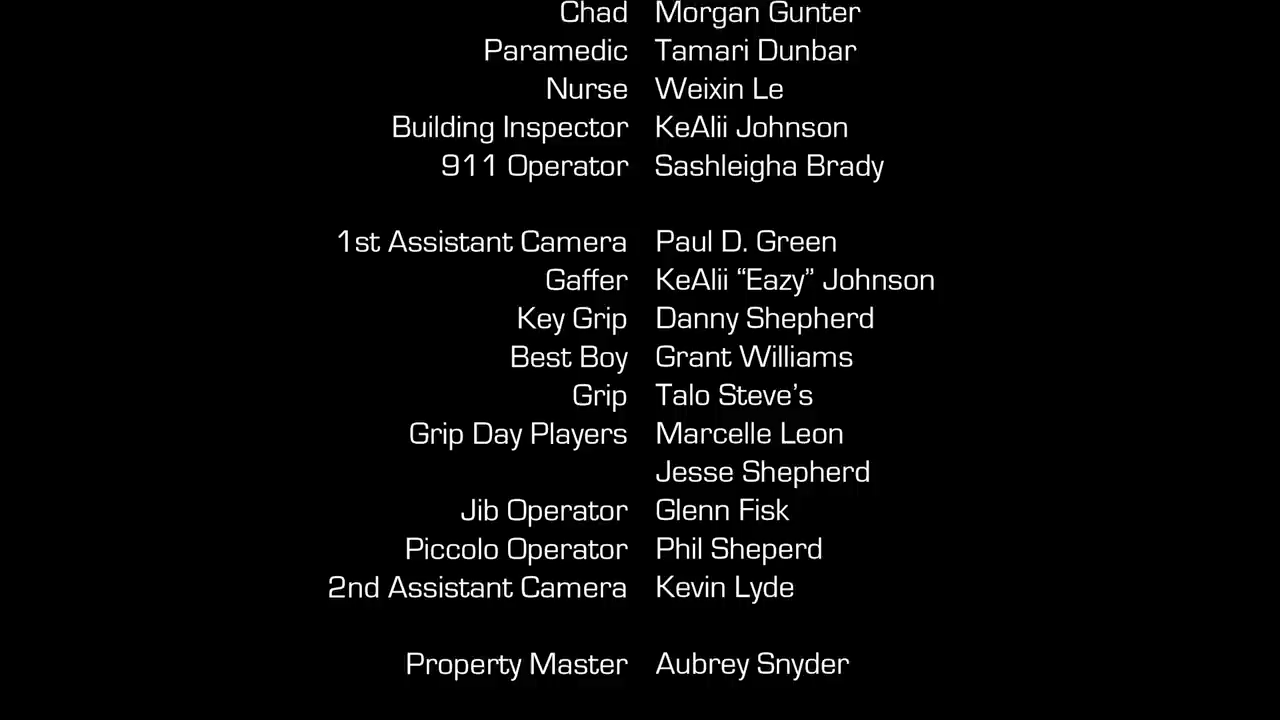 Chad Morgan Gunter
Paramedic Tamari Dunbar
Nurse Weixin Le
Building Inspector KeAlii Johnson
911 Operator Sashleigha Brady
1st Assistant Camera Paul D. Green
Gaffer KeAlii “Eazy” Johnson
Key Grip Danny Shepherd
Best Boy Grant Williams
Grip Talo Steve’s
Grip Day Players Marcelle Leon
Jesse Shepherd
Jib Operator Glenn Fisk
Piccolo Operator Phil Sheperd
2nd Assistant Camera Kevin Lyde
Property Master Aubrey Snyder